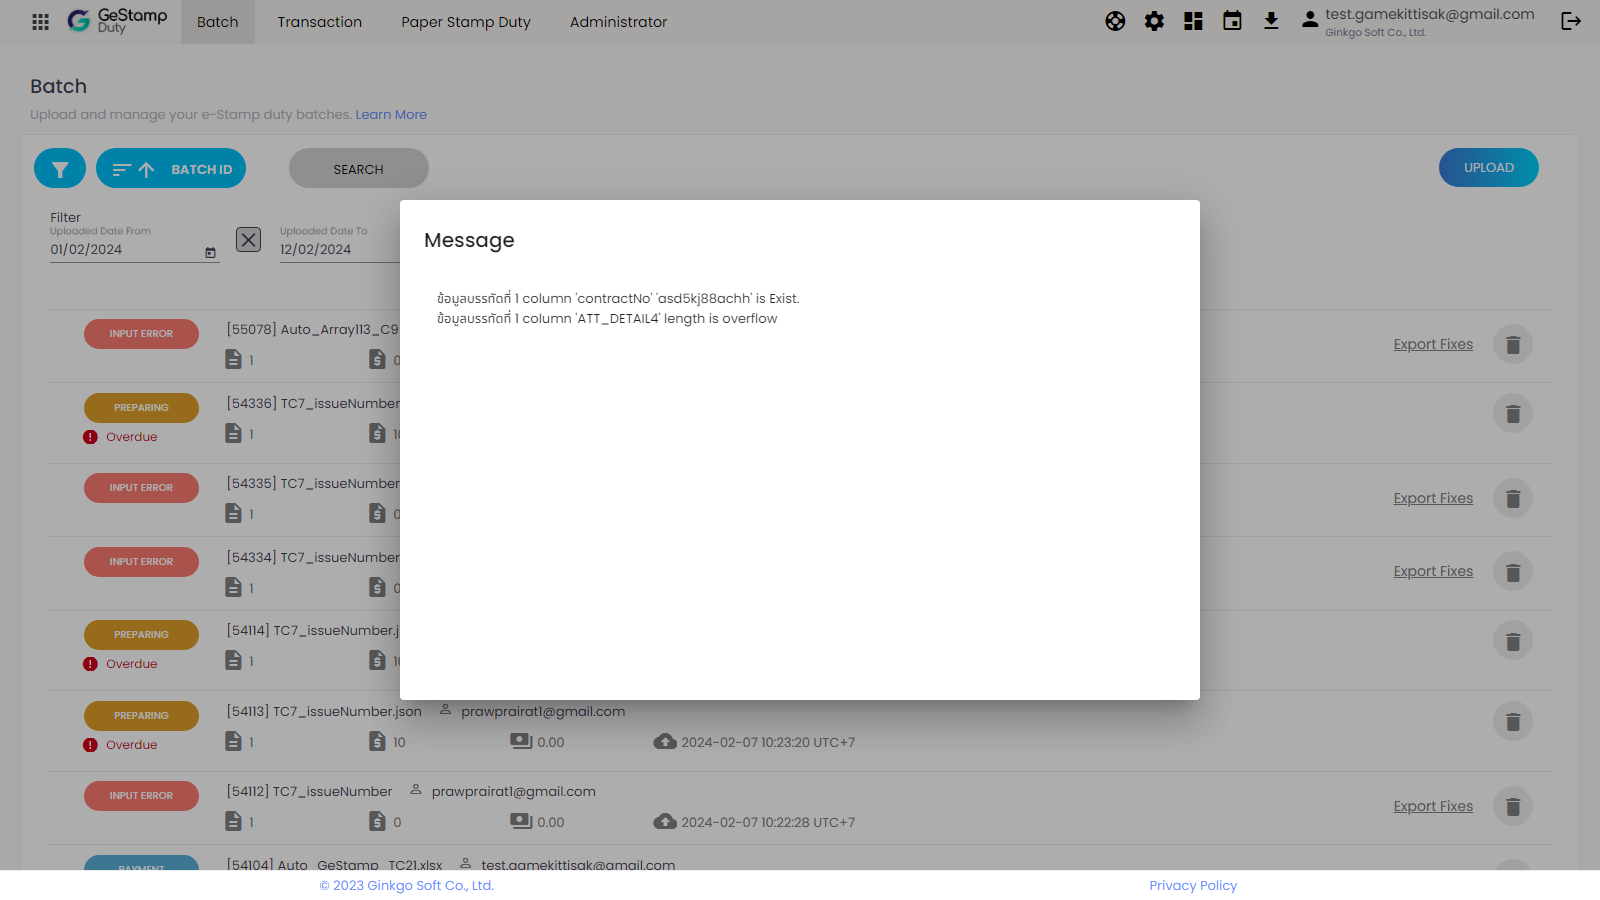 GeStamp
Duty
Batch
Transaction
Paper Stamp Duty
Administrator
test.gamekittisak@gmail.com
Ginkgo Soft Co., Ltd.
Batch
Upload and manage your e-Stamp duty batches. Learn More
BATCH ID
SEARCH
UPLOAD
Filter
Uploaded Date From
01/02/2024
Uploaded Date To
12/02/2024
Message
ข้อมูลบรรทัดที่ 1 column 'contractNo' 'asd5kj88achh' is Exist.
ข้อมูลบรรทัดที่ 1 column 'ATT_DETAIL4' length is overflow
INPUT ERROR
[55078] Auto_Array113_C9
1
0
Export Fixes
PREPARING
Overdue
[54336] TC7_issueNumber
1
10
INPUT ERROR
[54335] TC7_issueNumber
1
0
Export Fixes
INPUT ERROR
[54334] TC7_issueNumber
1
0
Export Fixes
PREPARING
Overdue
[54114] TC7_issueNumber.j
1
10
PREPARING
Overdue
[54113] TC7_issueNumber.json prawprairat1@gmail.com
1
10
0.00
2024-02-07 10:23:20 UTC+7
INPUT ERROR
[54112] TC7_issueNumber prawprairat1@gmail.com
1
0
0.00
2024-02-07 10:22:28 UTC+7
Export Fixes
PAYMENT
[54104] Auto_GeStamp_TC21.xlsx test.gamekittisak@gmail.com
© 2023 Ginkgo Soft Co., Ltd.
Privacy Policy